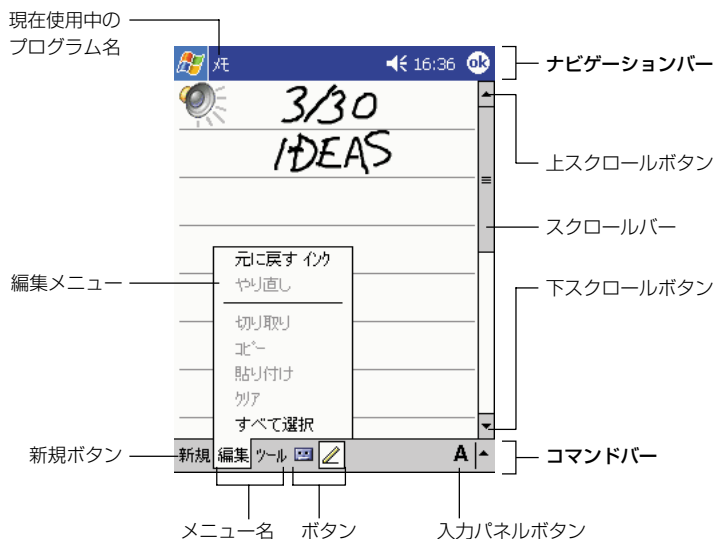 現在使用中の
プログラム名
メモ 16:36 ok
ナビゲーションバー
3/30
IDEAS
上スクロールボタン
スクロールバー
編集メニュー
元に戻す インク
やり直し
切り取り
コピー
貼り付け
クリア
すべて選択
下スクロールボタン
新規ボタン
新規 編集 ツール A
コマンドバー
メニュー名 ボタン 入力パネルボタン